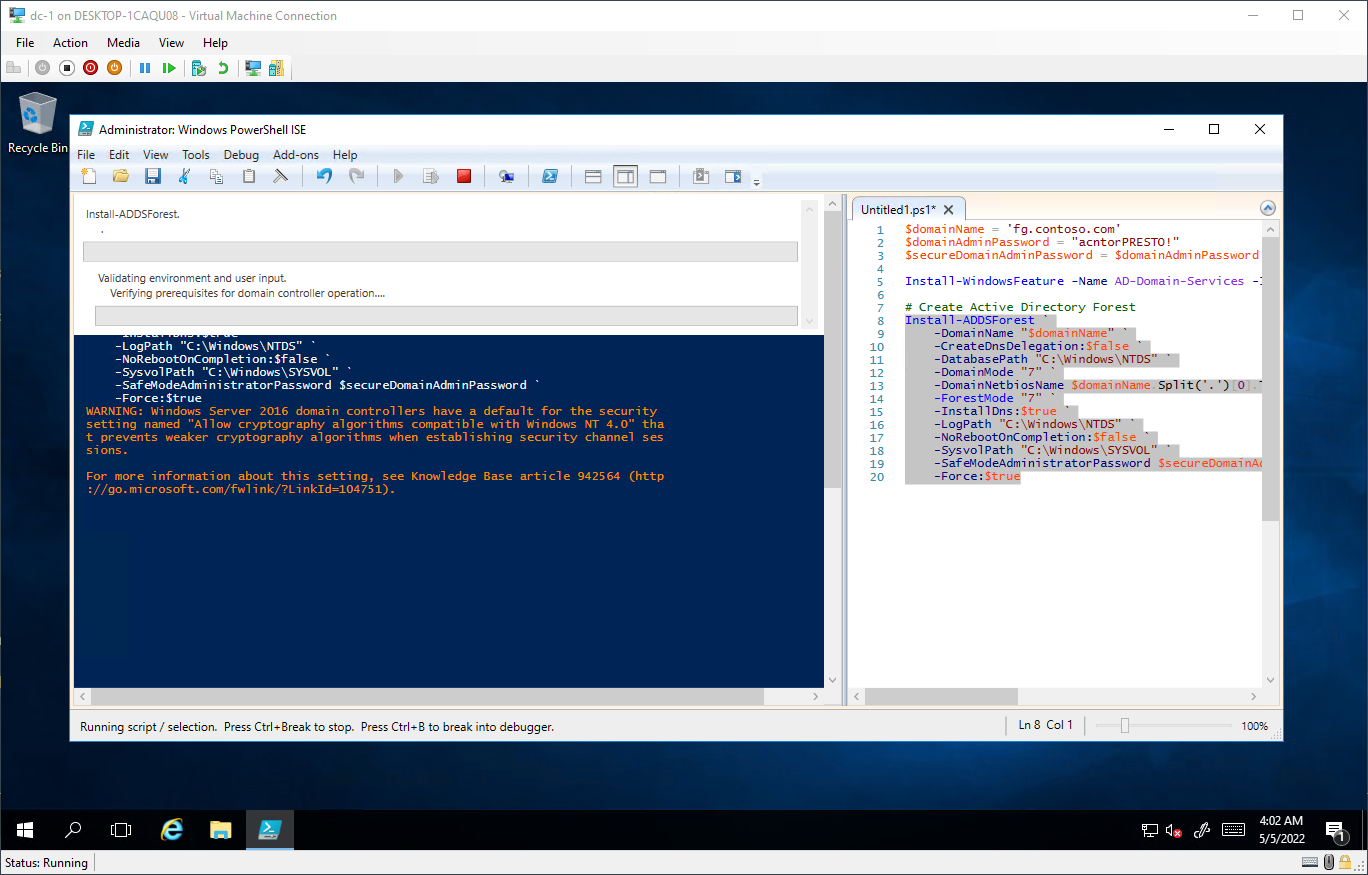 dc-1 on DESKTOP-1CAQU08 - Virtual Machine Connection
File Action Media View Help
Recycle Bin
Administrator: Windows PowerShell ISE
File Edit View Tools Debug Add-ons Help
Install-ADDSForest.
.
Validating environment and user input.
Verifying prerequisites for domain controller operation....
-LogPath "C:\Windows\NTDS" `
-NoRebootOnCompletion:$false `
-SysvolPath "C:\Windows\SYSVOL" `
-SafeModeAdministratorPassword $secureDomainAdminPassword `
-Force:$true
WARNING: Windows Server 2016 domain controllers have a default for the security
setting named "Allow cryptography algorithms compatible with Windows NT 4.0" tha
t prevents weaker cryptography algorithms when establishing security channel ses
sions.
For more information about this setting, see Knowledge Base article 942564 (http
://go.microsoft.com/fwlink/?LinkId=104751).
Untitled1.ps1*
1 $domainName = 'fg.contoso.com'
2 $domainAdminPassword = "acntorPRESTO!"
3 $secureDomainAdminPassword = $domainAdminPassword
4
5 Install-WindowsFeature -Name AD-Domain-Services
6
7 # Create Active Directory Forest
8 Install-ADDSForest `
9 -DomainName "$domainName" `
10 -CreateDnsDelegation:$false `
11 -DatabasePath "C:\Windows\NTDS" `
12 -DomainMode "7" `
13 -DomainNetbiosName $domainName.Split('.')[0].
14 -ForestMode "7" `
15 -InstallDns:$true `
16 -LogPath "C:\Windows\NTDS" `
17 -NoRebootOnCompletion:$false `
18 -SysvolPath "C:\Windows\SYSVOL" `
19 -SafeModeAdministratorPassword $secureDomainAd
20 -Force:$true
Running script / selection. Press Ctrl+Break to stop. Press Ctrl+B to break into debugger.
Ln 8 Col 1
100%
4:02 AM
5/5/2022
1
Status: Running